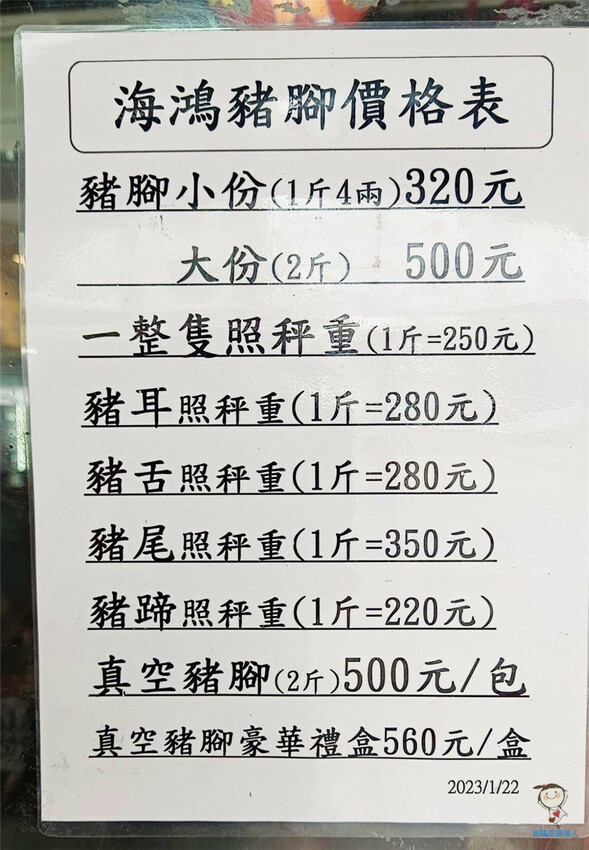 海鴻豬腳價格表
豬腳小份(1斤4兩)320元
大份(2斤) 500元
一整隻照秤重(1斤=250元)
豬耳照秤重(1斤=280元)
豬舌照秤重(1斤=280元)
豬尾照秤重(1斤=350元)
豬蹄照秤重(1斤=220元)
真空豬腳(2斤)500元/包
真空豬腳豪華禮盒560元/盒
2023/1/22